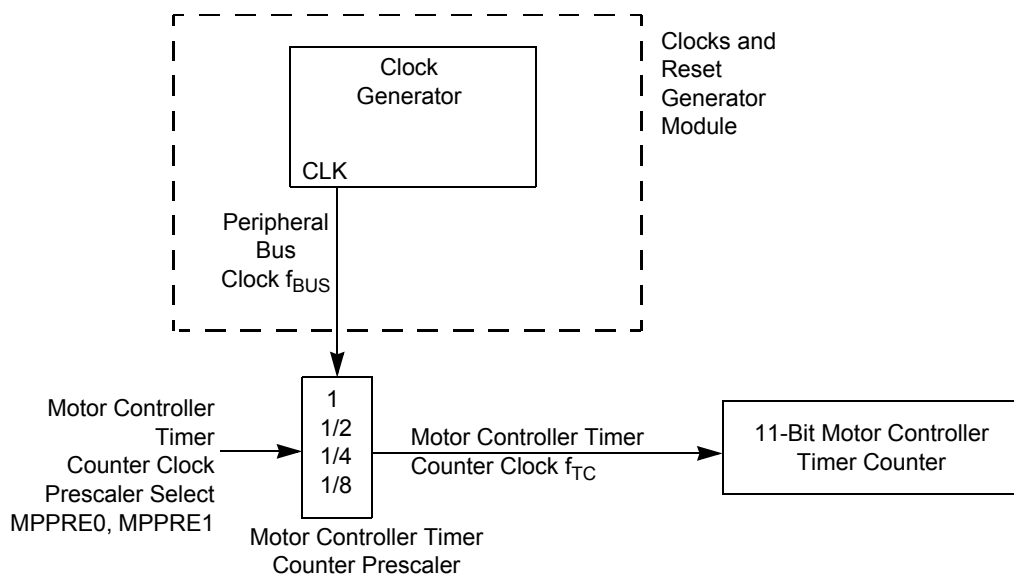 Clock
Generator
CLK
Clocks and
Reset
Generator
Module
Peripheral
Bus
Clock fBUS
Motor Controller
Timer
Counter Clock
Prescaler Select
MPPRE0, MPPRE1
1
1/2
1/4
1/8
Motor Controller Timer
Counter Prescaler
Motor Controller Timer
Counter Clock fTC
11-Bit Motor Controller
Timer Counter